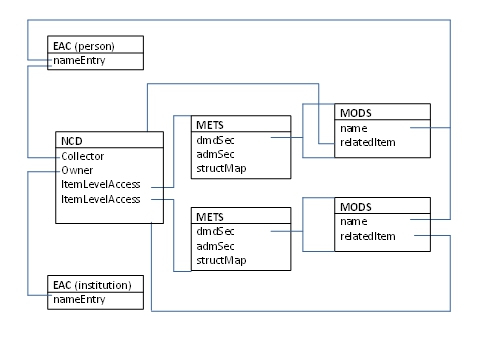 EAC (person)
nameEntry
NCD
Collector
Owner
ItemLevelAccess
ItemLevelAccess
METS
dmdSec
admSec
structMap
MODS
name
relatedItem
METS
dmdSec
admSec
structMap
MODS
name
relatedItem
EAC (institution)
nameEntry